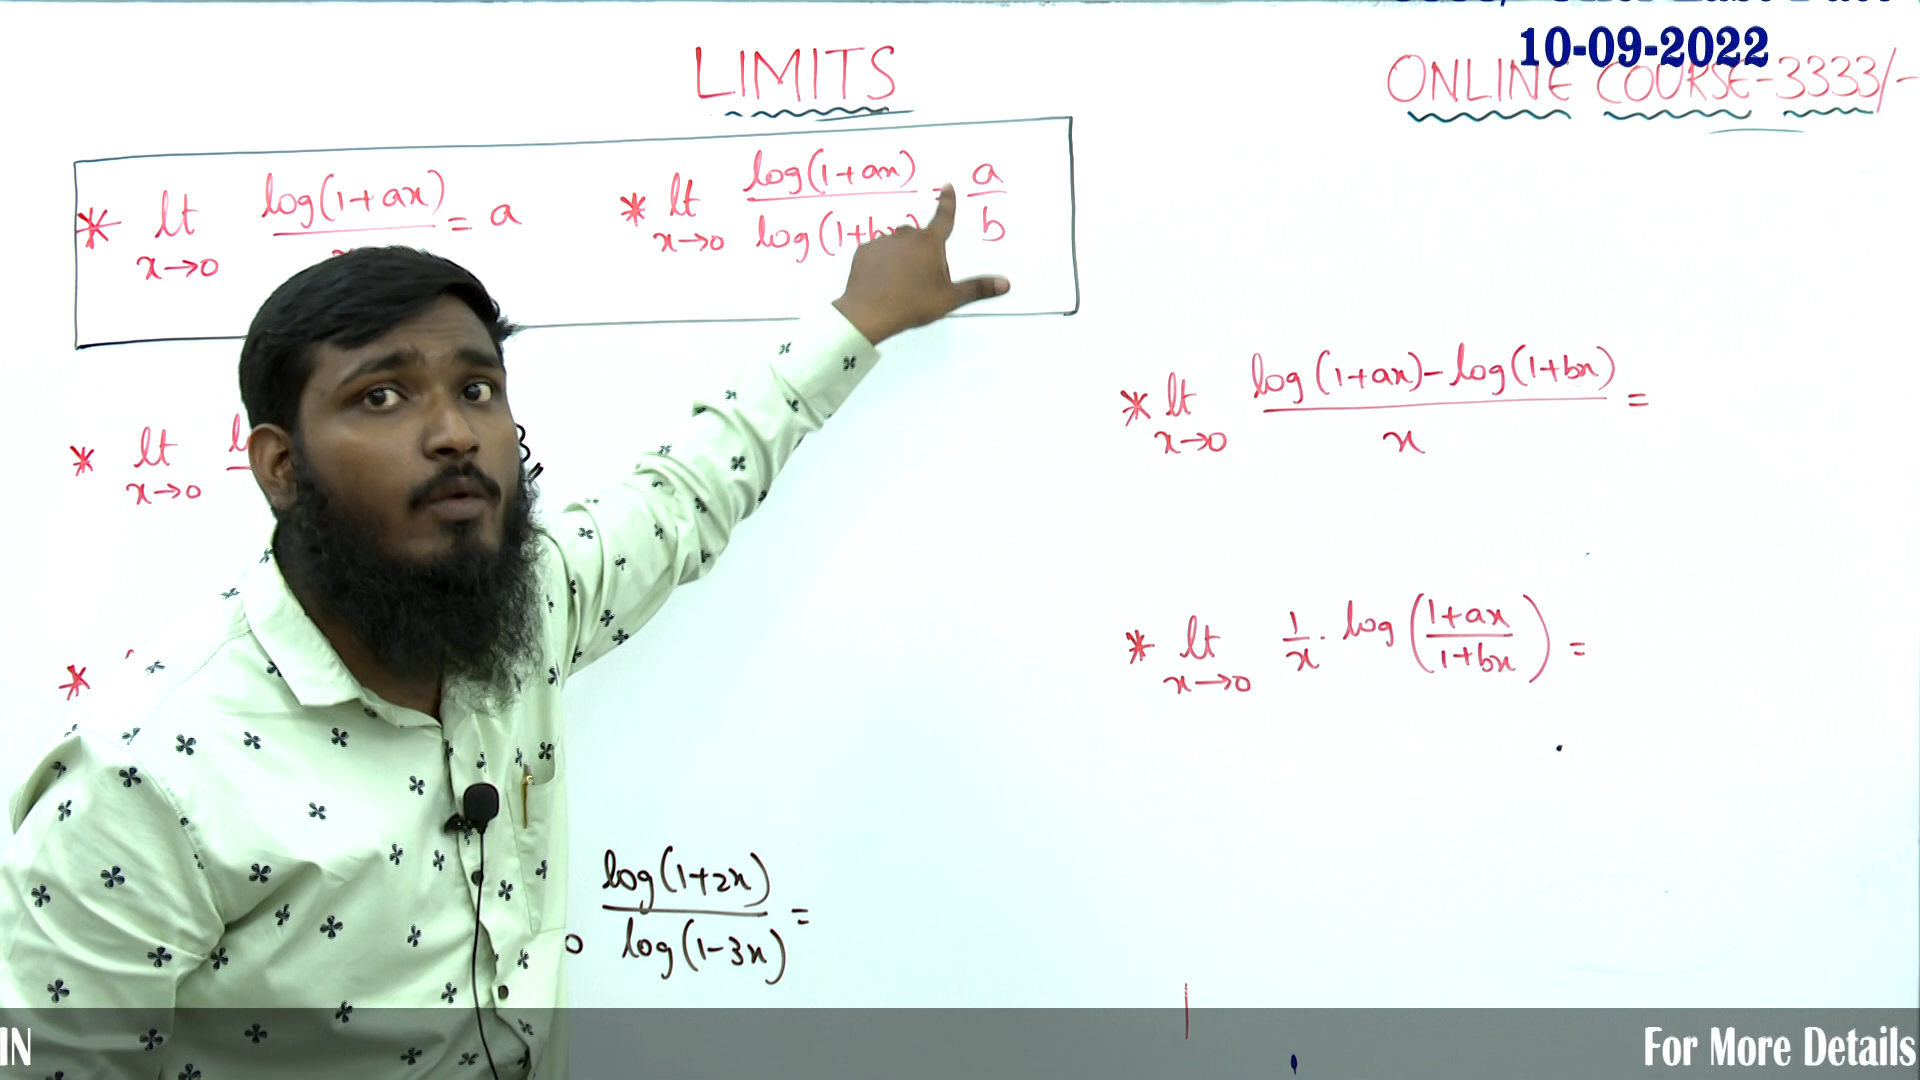 10-09-2022
LIMITS
ONLINE COURSE-3333/-
* lt x→0 log(1+ax) / x = a
* lt x→0 log(1+ax) / log(1+bx) = a/b
* lt x→0
* lt x→0 log(1+ax)-log(1+bx) / x =
*
* lt x→0 1/x . log(1+ax / 1+bx) =
0 log(1+2x) / log(1-3x) =
IN
For More Details